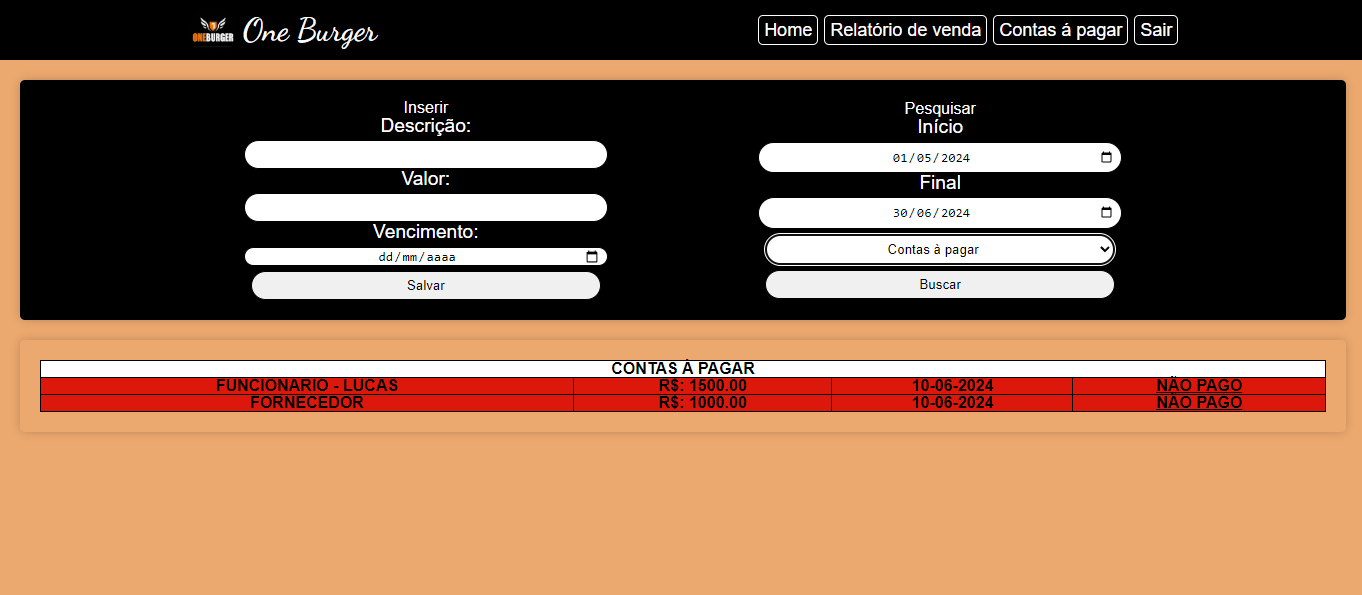 ONEBURGER One Burger Home Relatório de venda Contas á pagar Sair
Inserir
Descrição:
Valor:
Vencimento:
dd/mm/aaaa
Salvar
Pesquisar
Início
01/05/2024
Final
30/06/2024
Contas à pagar
Buscar
CONTAS À PAGAR
FUNCIONARIO - LUCAS R$: 1500.00 10-06-2024 NÃO PAGO
FORNECEDOR R$: 1000.00 10-06-2024 NÃO PAGO